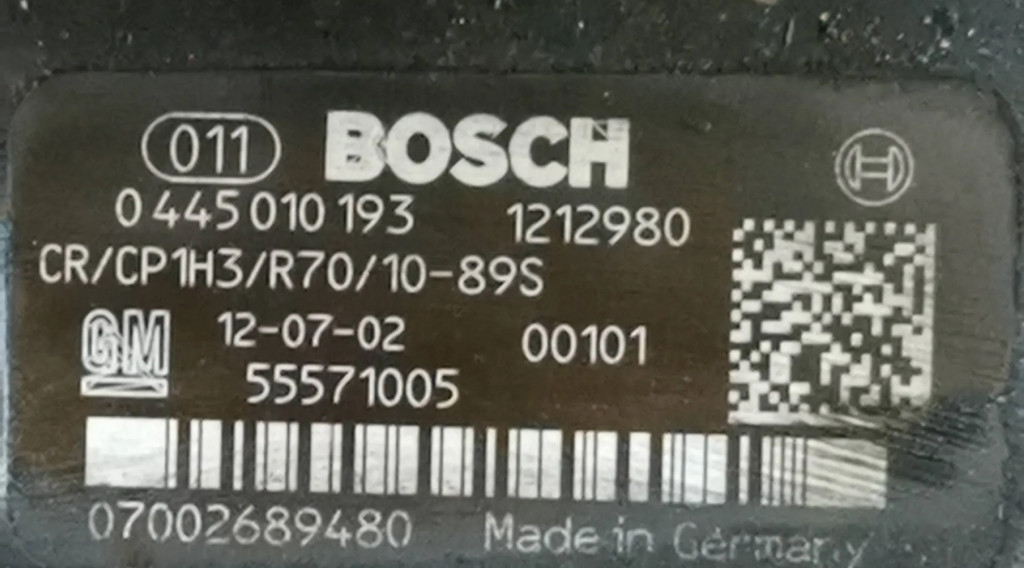 011 BOSCH
0 445 010 193 1212980
CR/CP1H3/R70/10-89S
GM 12-07-02 00101
55571005
07002689480 Made in Germany